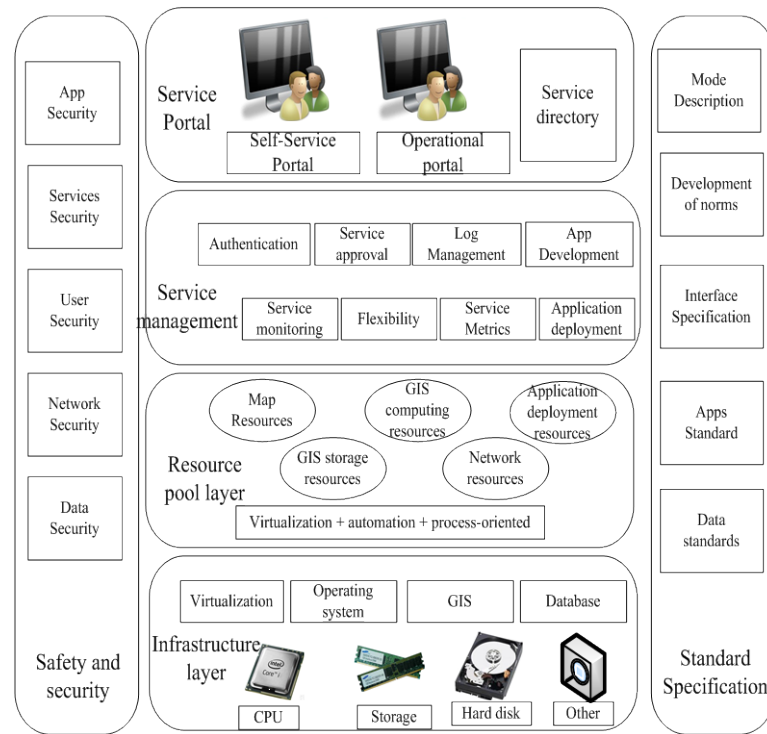 App
Security
Services
Security
User
Security
Network
Security
Data
Security
Safety and
security
Service
Portal
Self-Service
Portal
Operational
portal
Service
directory
Authentication
Service
approval
Log
Management
App
Development
Service
management
Service
monitoring
Flexibility
Service
Metrics
Application
deployment
Map
Resources
GIS
computing
resources
Application
deployment
resources
GIS storage
resources
Network
resources
Resource
pool layer
Virtualization + automation + process-oriented
Virtualization
Operating
system
GIS
Database
Infrastructure
layer
intel
CORE i
CPU
Storage
Hard disk
Other
Mode
Description
Development
of norms
Interface
Specification
Apps
Standard
Data
standards
Standard
Specification